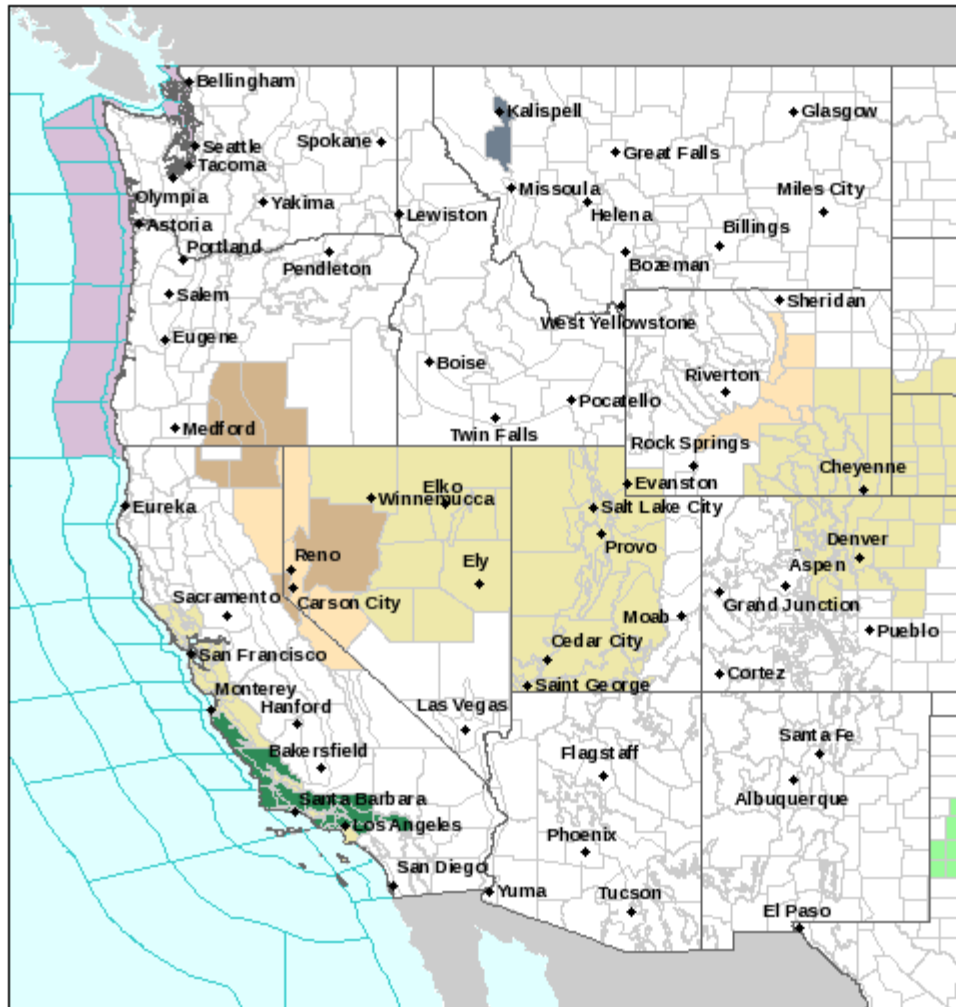 Bellingham
Kalispell
Glasgow
Seattle
Spokane
Great Falls
Tacoma
Missoula
Miles City
Olympia
Yakima
Lewiston
Helena
Astoria
Billings
Portland
Pendleton
Bozeman
Salem
Sheridan
West Yellowstone
Eugene
Boise
Riverton
Pocatello
Medford
Twin Falls
Rock Springs
Cheyenne
Elko
Evanston
Winnemucca
Eureka
Salt Lake City
Provo
Denver
Reno
Ely
Aspen
Sacramento
Carson City
Grand Junction
Moab
Pueblo
Cedar City
San Francisco
Cortez
Saint George
Monterey
Hanford
Las Vegas
Santa Fe
Bakersfield
Flagstaff
Santa Barbara
Albuquerque
Los Angeles
Phoenix
San Diego
Yuma
Tucson
El Paso